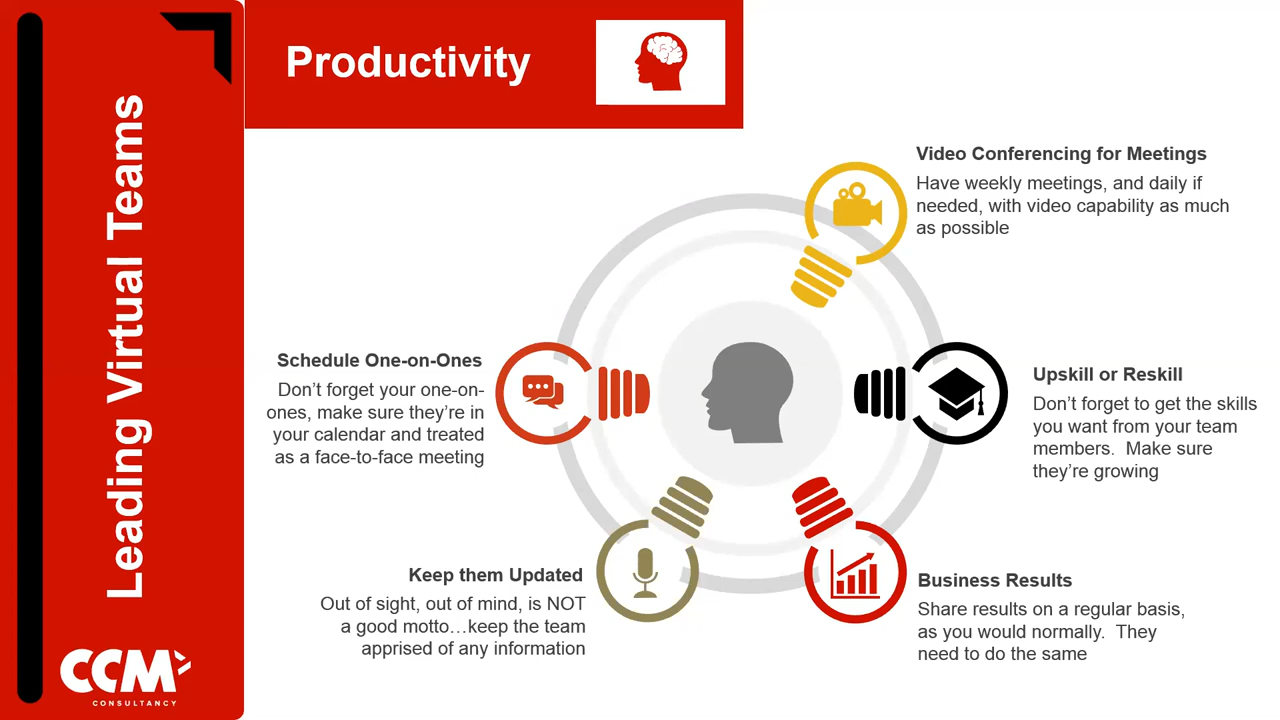 Leading Virtual Teams
CCM
CONSULTANCY
Productivity
Video Conferencing for Meetings
Have weekly meetings, and daily if
needed, with video capability as much
as possible
Upskill or Reskill
Don’t forget to get the skills
you want from your team
members.  Make sure
they’re growing
Business Results
Share results on a regular basis,
as you would normally.  They
need to do the same
Keep them Updated
Out of sight, out of mind, is NOT
a good motto…keep the team
apprised of any information
Schedule One-on-Ones
Don’t forget your one-on-
ones, make sure they’re in
your calendar and treated
as a face-to-face meeting